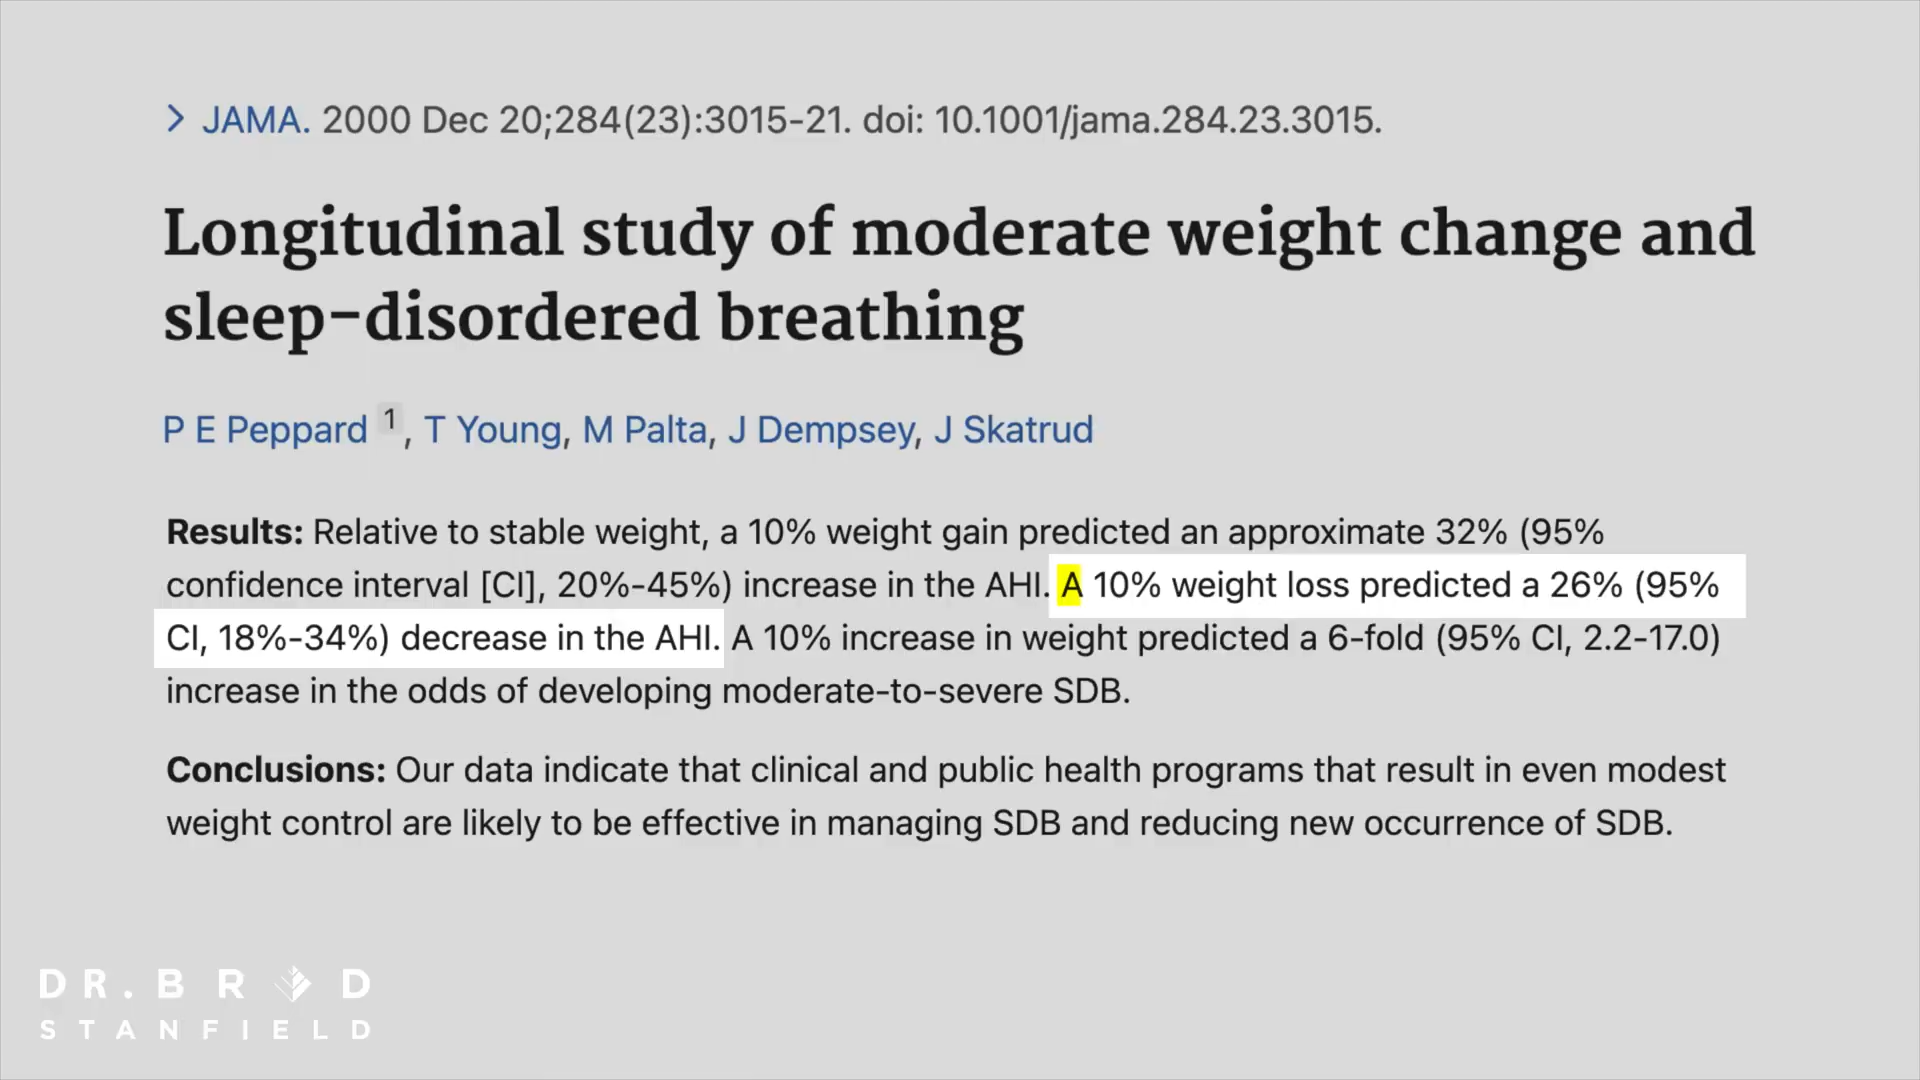 > JAMA. 2000 Dec 20;284(23):3015-21. doi: 10.1001/jama.284.23.3015.
Longitudinal study of moderate weight change and
sleep-disordered breathing
P E Peppard 1, T Young, M Palta, J Dempsey, J Skatrud
Results: Relative to stable weight, a 10% weight gain predicted an approximate 32% (95%
confidence interval [CI], 20%-45%) increase in the AHI. A 10% weight loss predicted a 26% (95%
CI, 18%-34%) decrease in the AHI. A 10% increase in weight predicted a 6-fold (95% CI, 2.2-17.0)
increase in the odds of developing moderate-to-severe SDB.
Conclusions: Our data indicate that clinical and public health programs that result in even modest
weight control are likely to be effective in managing SDB and reducing new occurrence of SDB.
DR. BRAD
STANFIELD